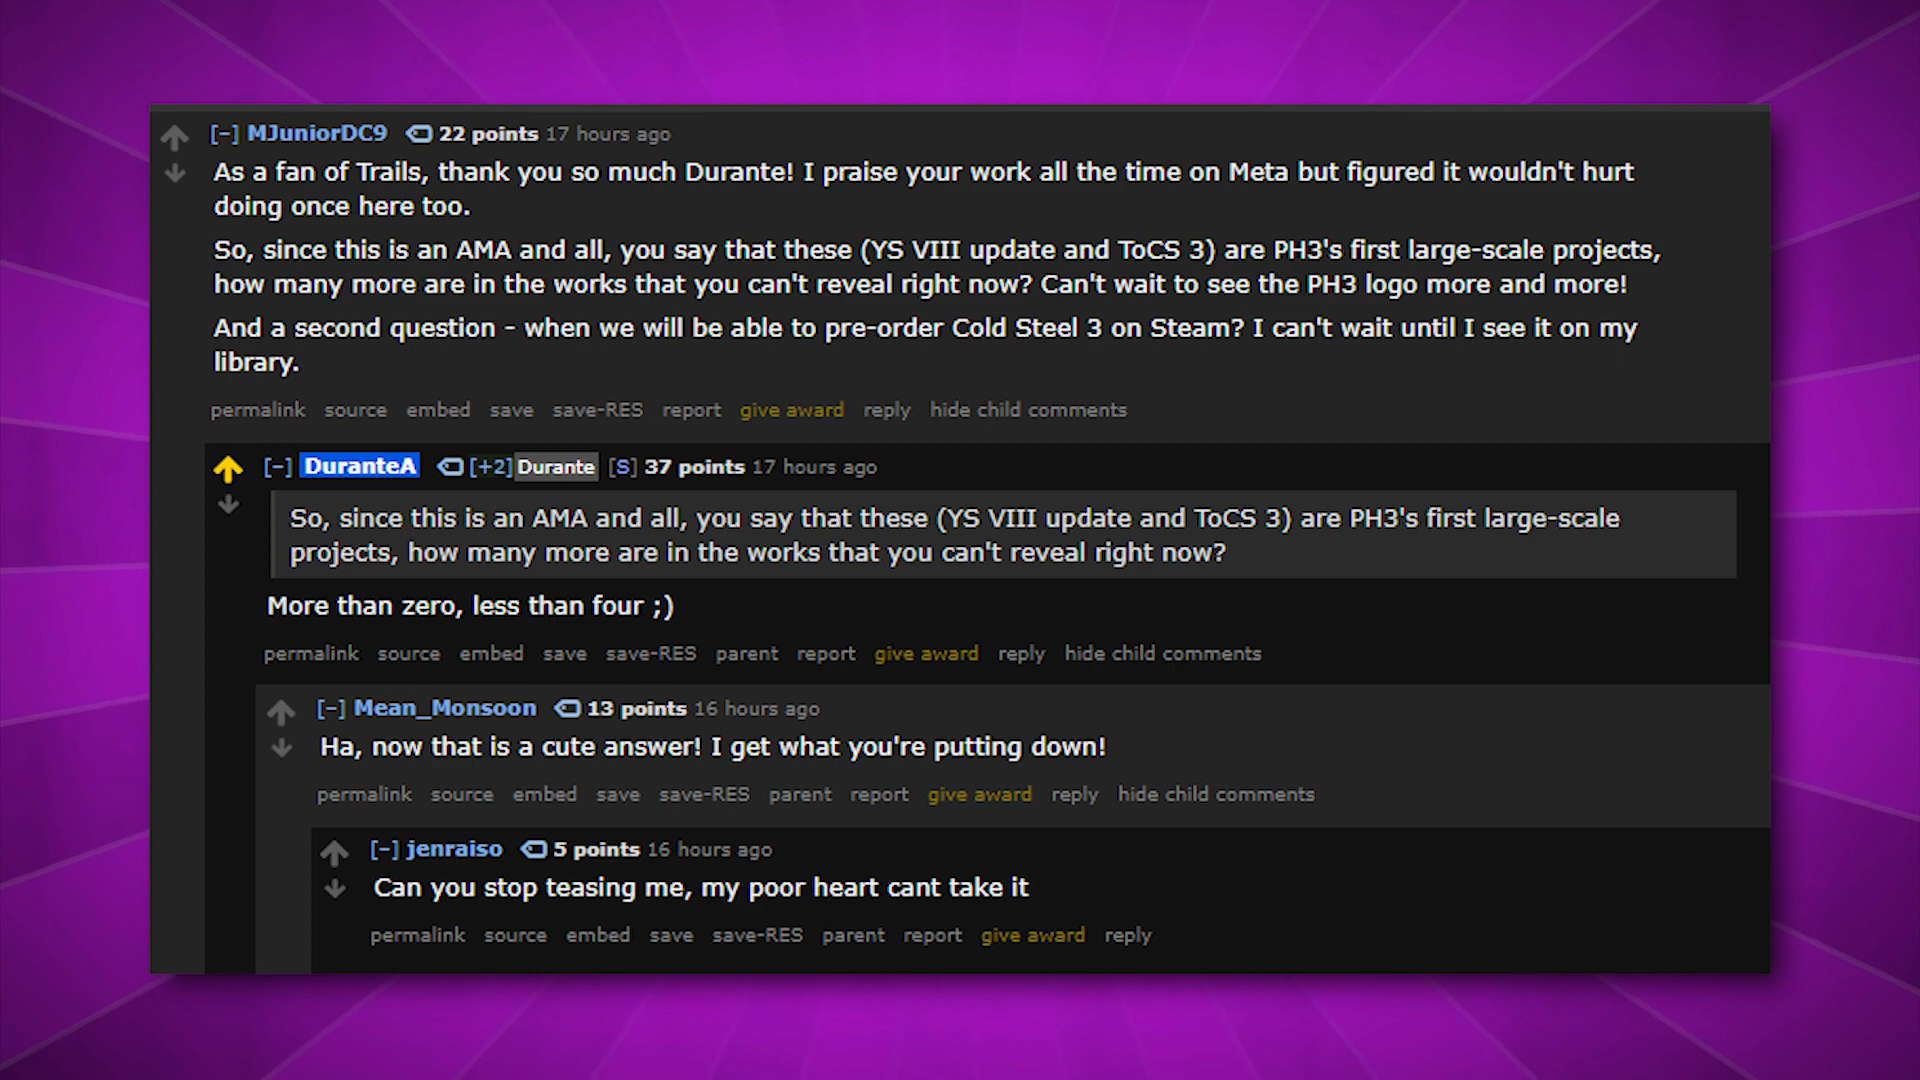 [−] MJuniorDC9 22 points 17 hours ago
As a fan of Trails, thank you so much Durante! I praise your work all the time on Meta but figured it wouldn't hurt
doing once here too.
So, since this is an AMA and all, you say that these (YS VIII update and ToCS 3) are PH3's first large-scale projects,
how many more are in the works that you can't reveal right now? Can't wait to see the PH3 logo more and more!
And a second question - when we will be able to pre-order Cold Steel 3 on Steam? I can't wait until I see it on my
library.
permalink source embed save save-RES report give award reply hide child comments
[−] DuranteA [+2] Durante [S] 37 points 17 hours ago
So, since this is an AMA and all, you say that these (YS VIII update and ToCS 3) are PH3's first large-scale
projects, how many more are in the works that you can't reveal right now?
More than zero, less than four ;)
permalink source embed save save-RES parent report give award reply hide child comments
[−] Mean_Monsoon 13 points 16 hours ago
Ha, now that is a cute answer! I get what you're putting down!
permalink source embed save save-RES parent report give award reply hide child comments
[−] jenraiso 5 points 16 hours ago
Can you stop teasing me, my poor heart cant take it
permalink source embed save save-RES parent report give award reply